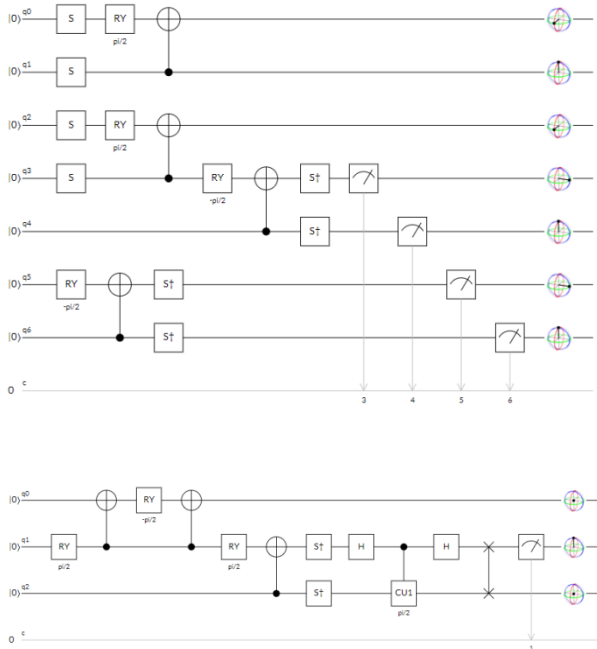 |0⟩ q0 S RY
pi/2
|0⟩ q1 S
|0⟩ q2 S RY
pi/2
|0⟩ q3 S RY S†
-pi/2
|0⟩ q4 S†
|0⟩ q5 RY S†
-pi/2
|0⟩ q6 S†
0 c
3 4 5 6
|0⟩ q0 RY
-pi/2
|0⟩ q1 RY RY S† H H
pi/2 pi/2
|0⟩ q2 S† CU1
pi/2
0 c
1